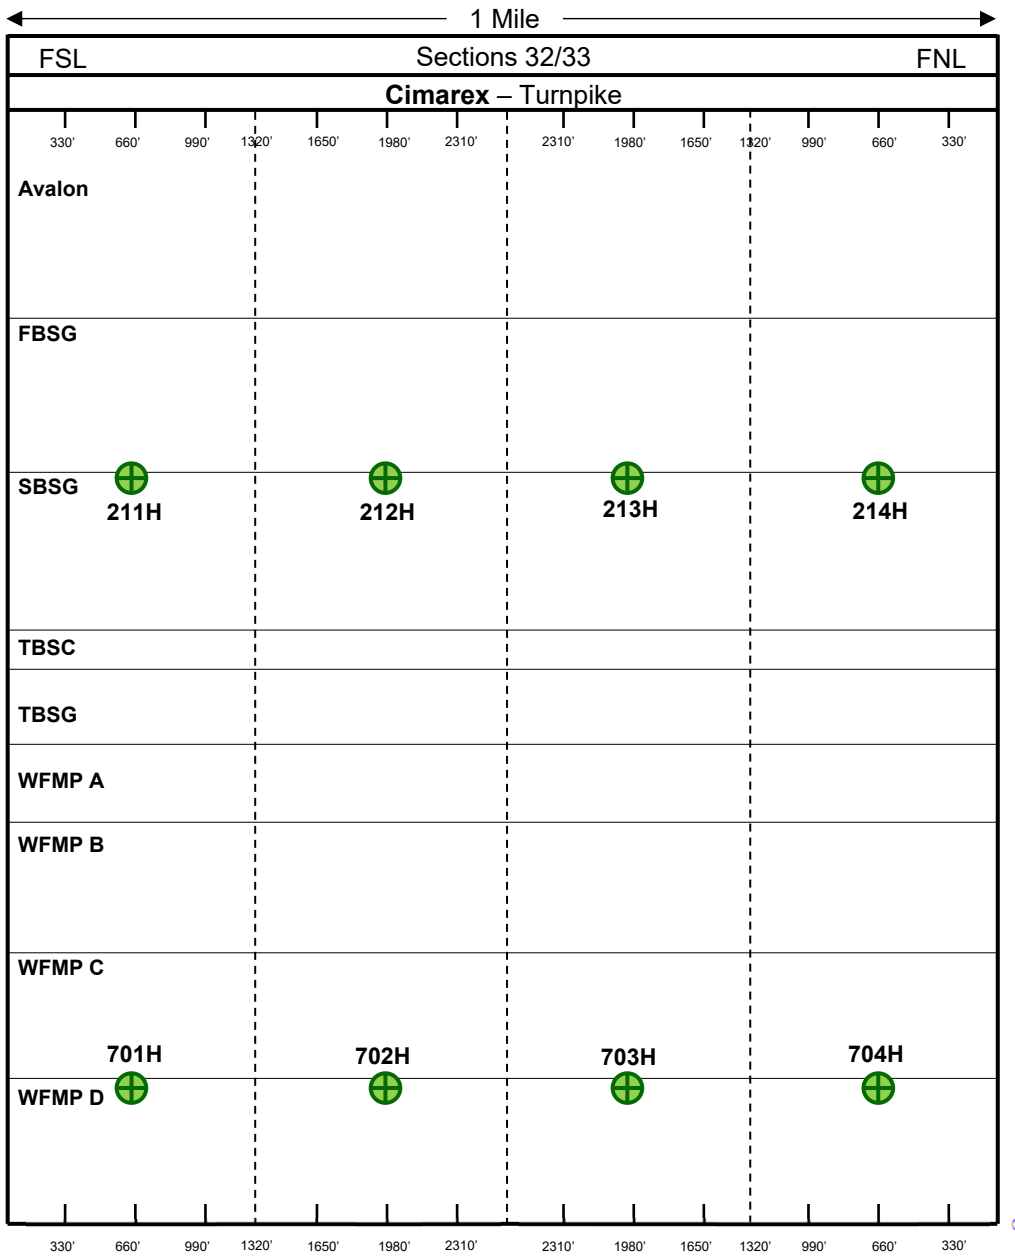 1 Mile
FSL Sections 32/33 FNL
Cimarex – Turnpike
330' 660' 990' 1320' 1650' 1980' 2310' 2310' 1980' 1650' 1320' 990' 660' 330'
Avalon
FBSG
SBSG
211H 212H 213H 214H
TBSC
TBSG
WFMP A
WFMP B
WFMP C
701H 702H 703H 704H
WFMP D
330' 660' 990' 1320' 1650' 1980' 2310' 2310' 1980' 1650' 1320' 990' 660' 330'